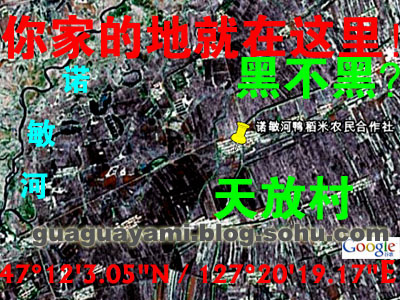 你家的地就在这里!
黑不黑?
诺
敏
河
诺敏河鸭稻米农民合作社
天放村
guaguayami.blog.sohu.com
Google
47°12'3.05"N / 127°20'19.17"E